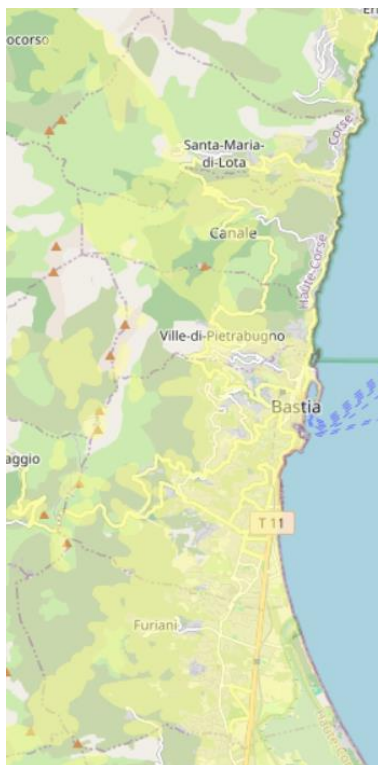 ocorso
Santa-Maria-
di-Lota
Corse
Canale
Haute-Corse
Ville-di-Pietrabugno
Bastia
aggio
T 11
Furiani